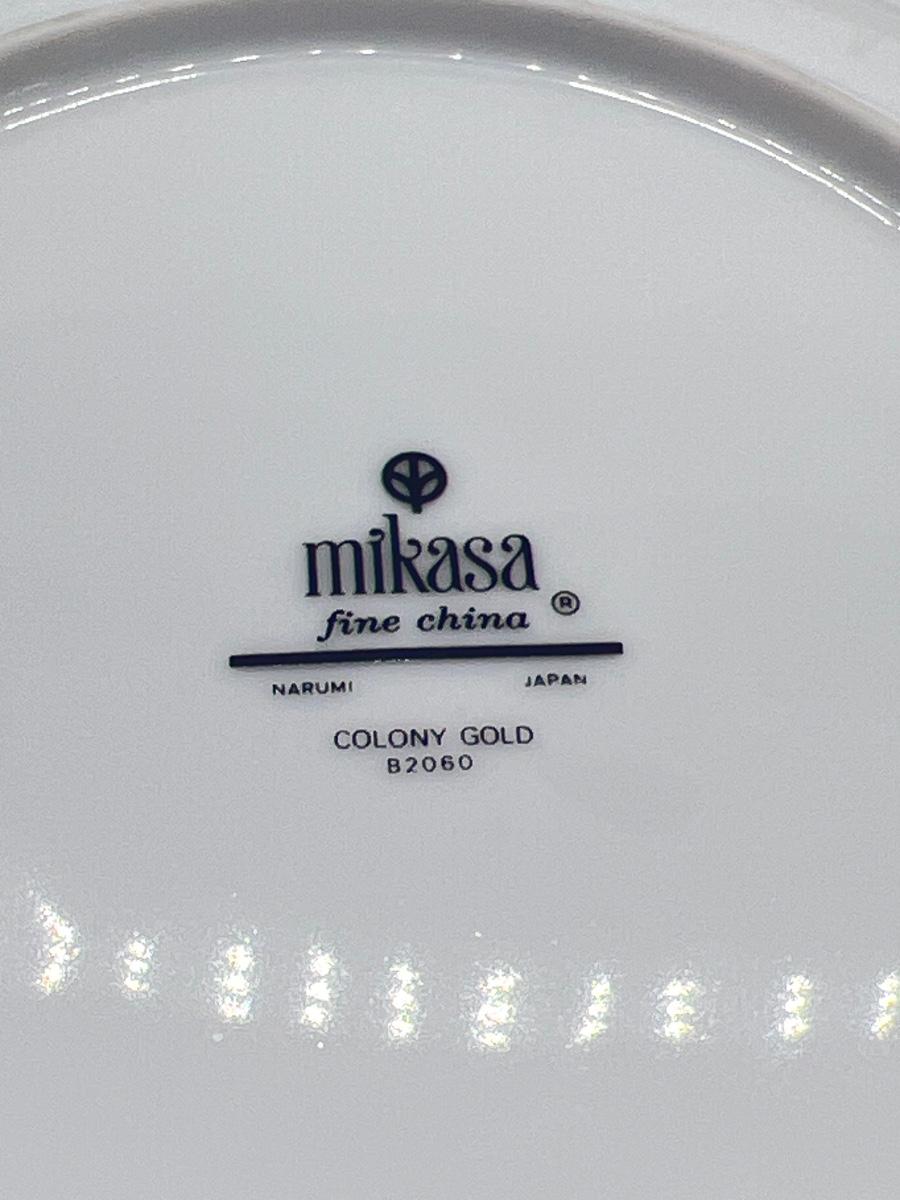 mikasa
fine china ®
NARUMI JAPAN
COLONY GOLD
B2060